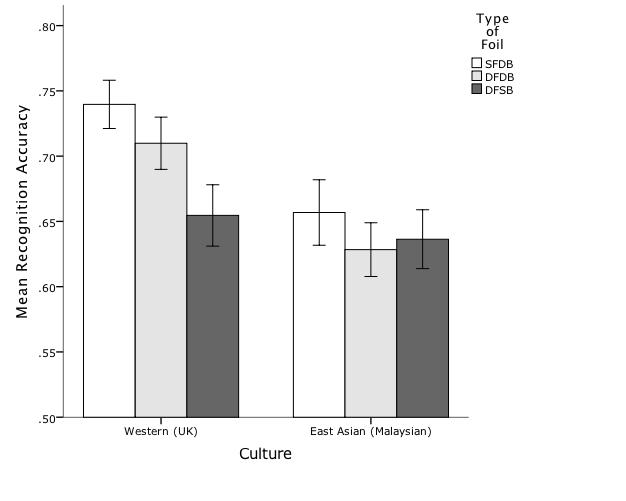 Type
of
Foil
SFDB
DFDB
DFSB
Mean Recognition Accuracy
.80
.75
.70
.65
.60
.55
.50
Western (UK)
East Asian (Malaysian)
Culture